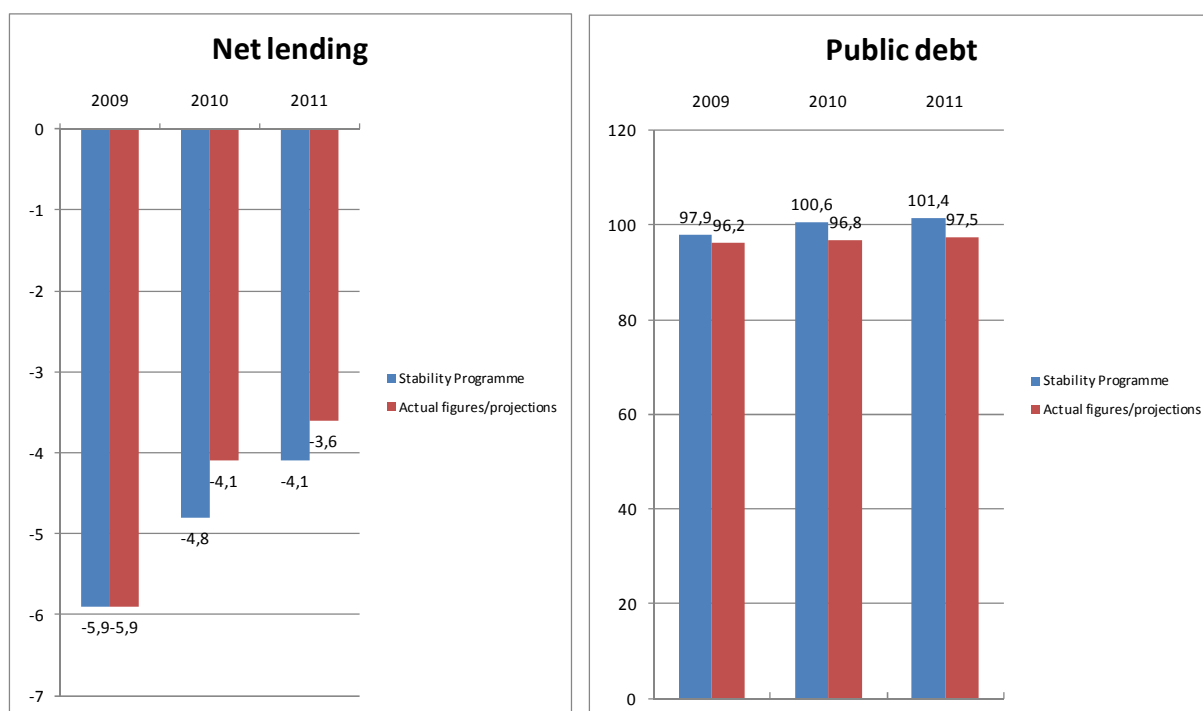 Net lending
2009 2010 2011
0
-1
-2
-3
-4
-5
-6
-7
-5,9 -5,9
-4,8
-4,1
-4,1
-3,6
Stability Programme
Actual figures/projections
Public debt
2009 2010 2011
120
100
80
60
40
20
0
97,9 96,2
100,6 96,8
101,4 97,5
Stability Programme
Actual figures/projections